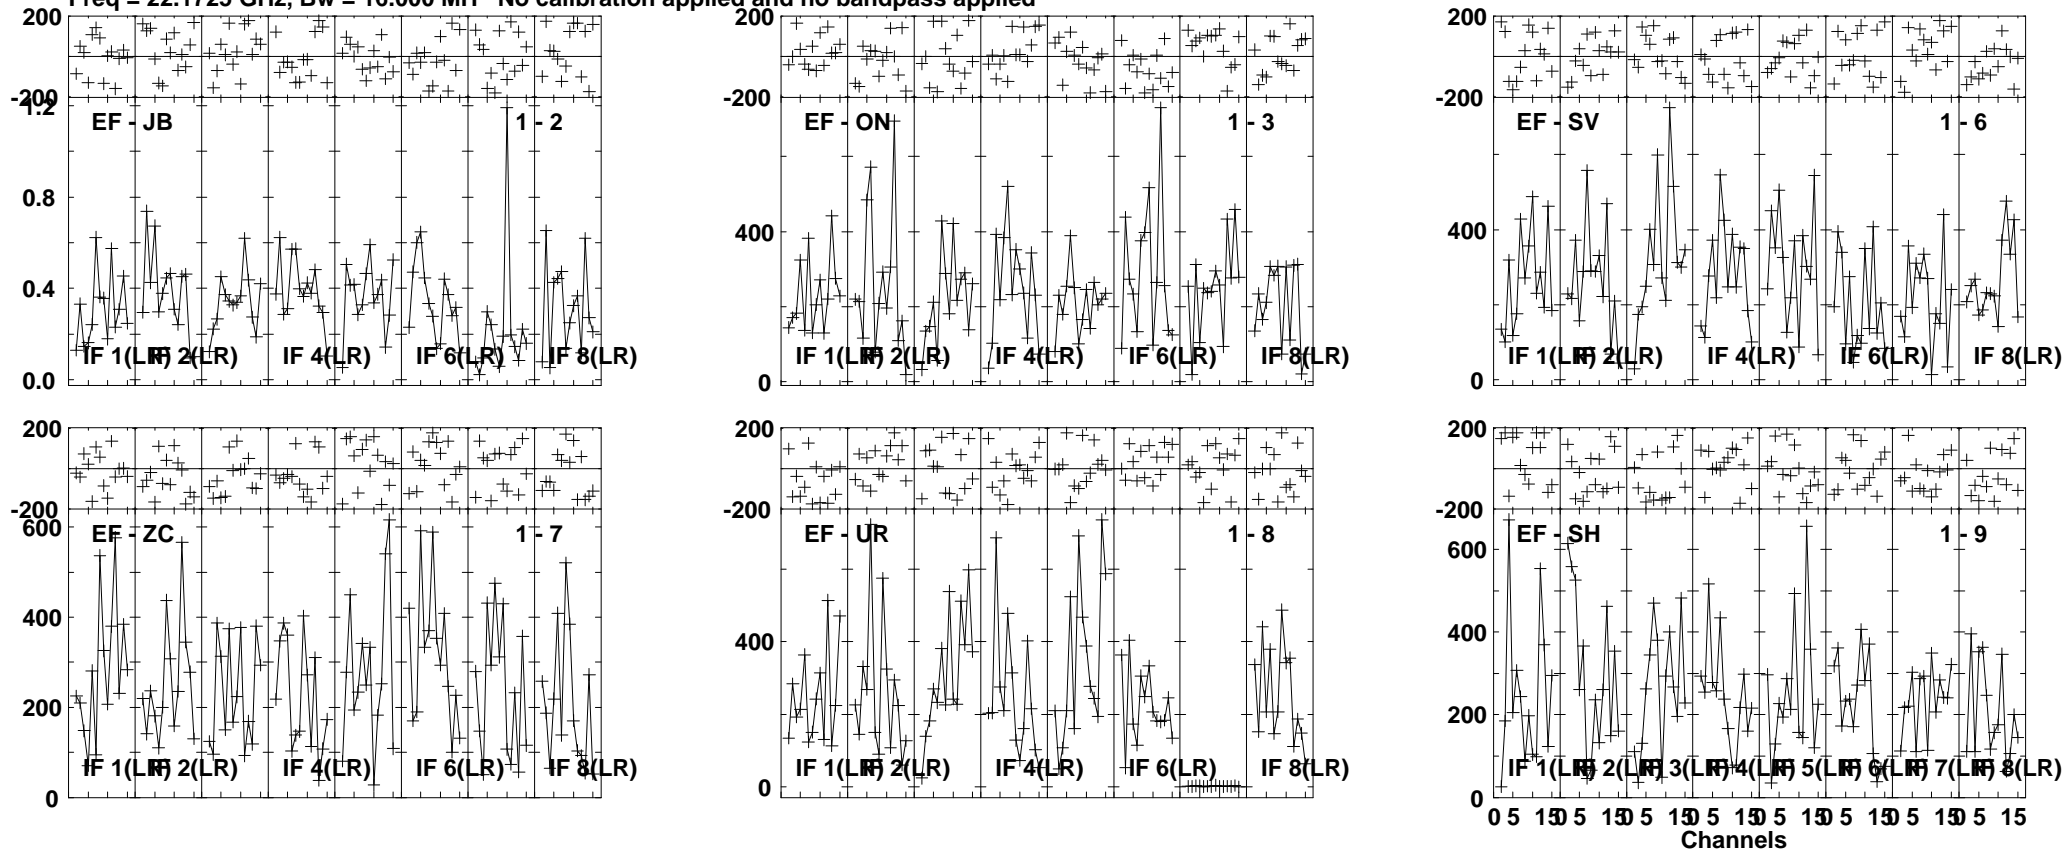 Freq = 22.1725 GHz, Bw = 16.000 MH No calibration applied and no bandpass applied
200
-200
1.2
0.8
0.4
0.0
EF - JB
1 - 2
IF 1(LR) IF 2(LR) IF 4(LR) IF 6(LR) IF 8(LR)
200
-200
400
0
EF - ON
1 - 3
IF 1(LR) IF 2(LR) IF 4(LR) IF 6(LR) IF 8(LR)
200
-200
400
0
EF - SV
1 - 6
IF 1(LR) IF 2(LR) IF 4(LR) IF 6(LR) IF 8(LR)
200
-200
600
400
200
0
EF - ZC
1 - 7
IF 1(LR) IF 2(LR) IF 4(LR) IF 6(LR) IF 8(LR)
200
-200
400
0
EF - UR
1 - 8
IF 1(LR) IF 2(LR) IF 4(LR) IF 6(LR) IF 8(LR)
200
-200
600
400
200
0
EF - SH
1 - 9
IF 1(LR) IF 2(LR) IF 3(LR) IF 4(LR) IF 5(LR) IF 6(LR) IF 7(LR) IF 8(LR)
0 5 15 0 5 15 0 5 15 0 5 15 0 5 15 0 5 15 0 5 15 0 5 15
Channels